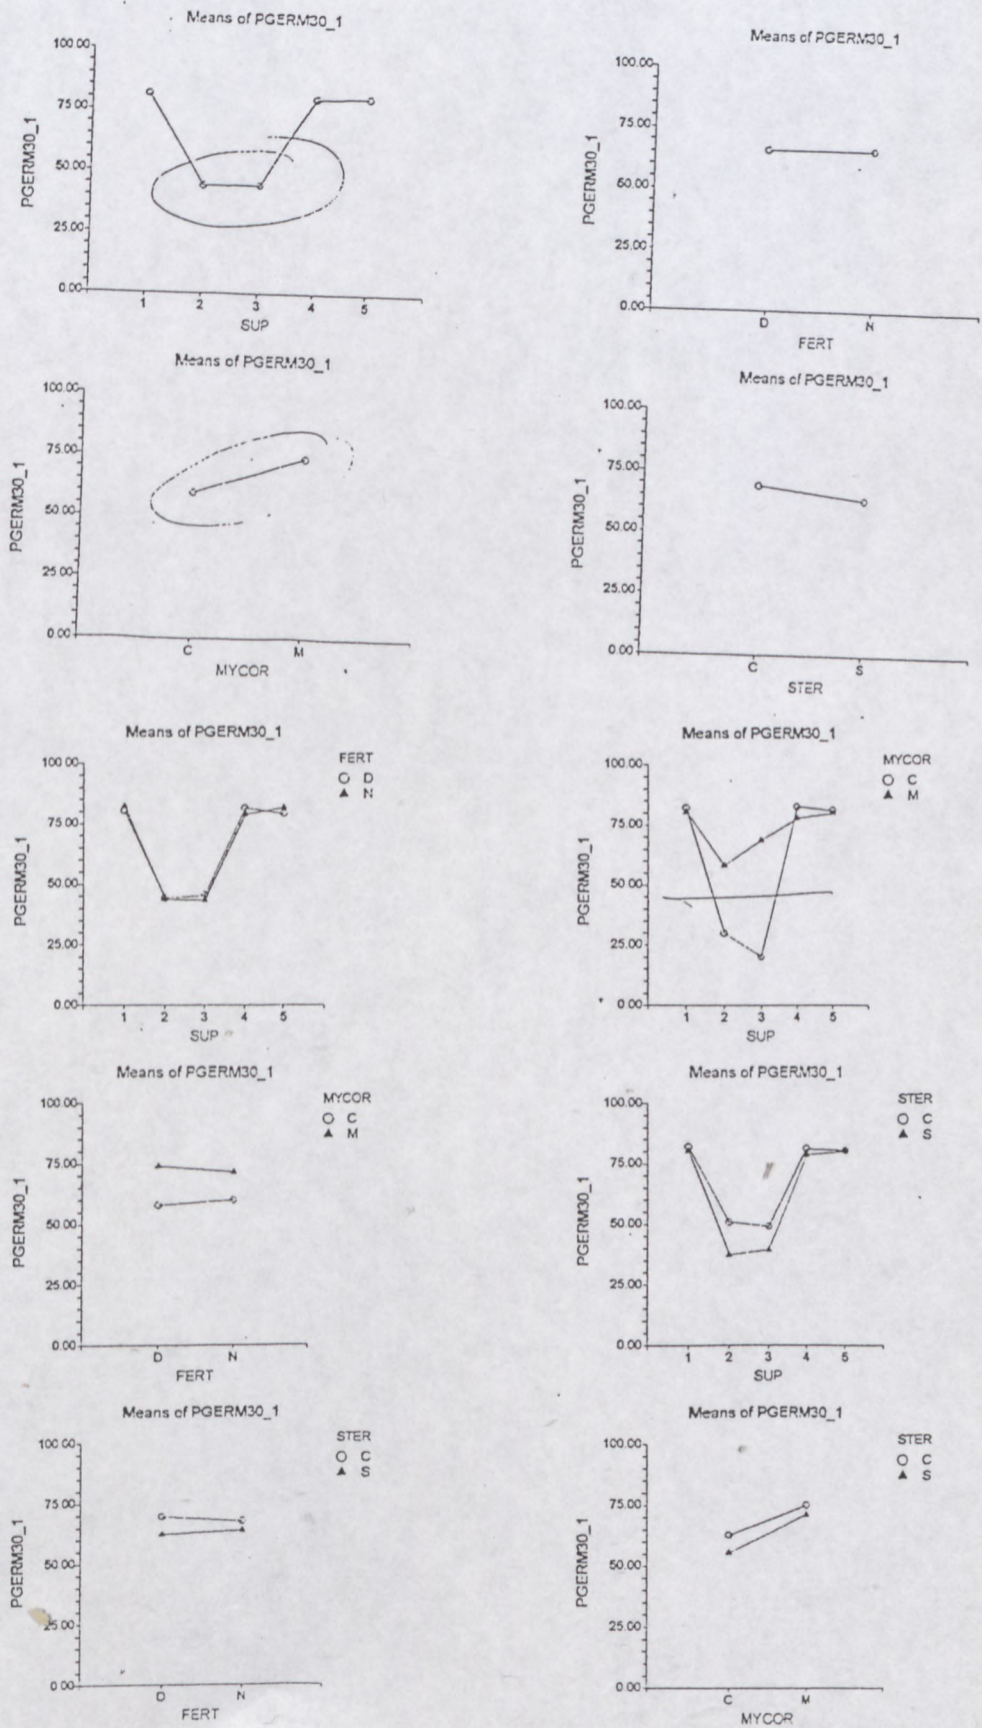 Means of PGERM30_1
PGERM30_1
100.00
75.00
50.00
25.00
0.00
1 2 3 4 5
SUP
Means of PGERM30_1
PGERM30_1
100.00
75.00
50.00
25.00
0.00
D N
FERT
Means of PGERM30_1
PGERM30_1
100.00
75.00
50.00
25 00
0.00
C M
MYCOR
Means of PGERM30_1
PGERM30_1
100.00
75.00
50.00
25.00
0.00
C S
STER
Means of PGERM30_1
FERT
D
N
PGERM30_1
100 00
75.00
50.00
25.00
0.00
1 2 3 4 5
SUP
Means of PGERM30_1
MYCOR
C
M
PGERM30_1
100.00
75.00
50.00
25.00
0.00
1 2 3 4 5
SUP
Means of PGERM30_1
MYCOR
C
M
PGERM30_1
100.00
75.00
50.00
25.00
0.00
D N
FERT
Means of PGERM30_1
STER
C
S
PGERM30_1
100.00
75.00
50.00
25.00
0.00
1 2 3 4 5
SUP
Means of PGERM30_1
STER
C
S
PGERM30_1
100 00
75.00
50 00
25.00
0 00
D N
FERT
Means of PGERM30_1
STER
C
S
PGERM30_1
100.00
75.00
50.00
25.00
0.00
C M
MYCOR